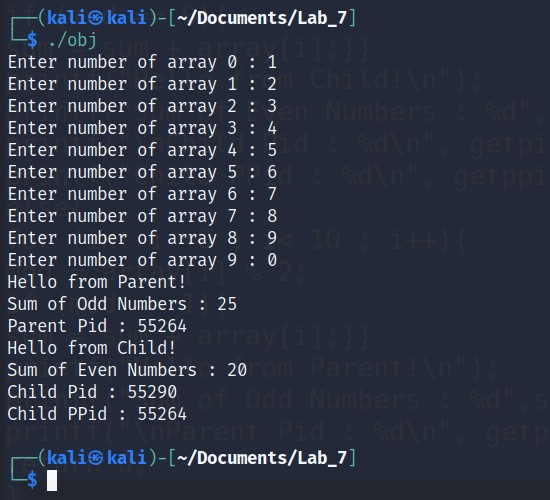 ┌──(kali㉿kali)-[~/Documents/Lab_7]
└─$ ./obj
Enter number of array 0 : 1
Enter number of array 1 : 2
Enter number of array 2 : 3
Enter number of array 3 : 4
Enter number of array 4 : 5
Enter number of array 5 : 6
Enter number of array 6 : 7
Enter number of array 7 : 8
Enter number of array 8 : 9
Enter number of array 9 : 0
Hello from Parent!
Sum of Odd Numbers : 25
Parent Pid : 55264
Hello from Child!
Sum of Even Numbers : 20
Child Pid : 55290
Child PPid : 55264
┌──(kali㉿kali)-[~/Documents/Lab_7]
└─$